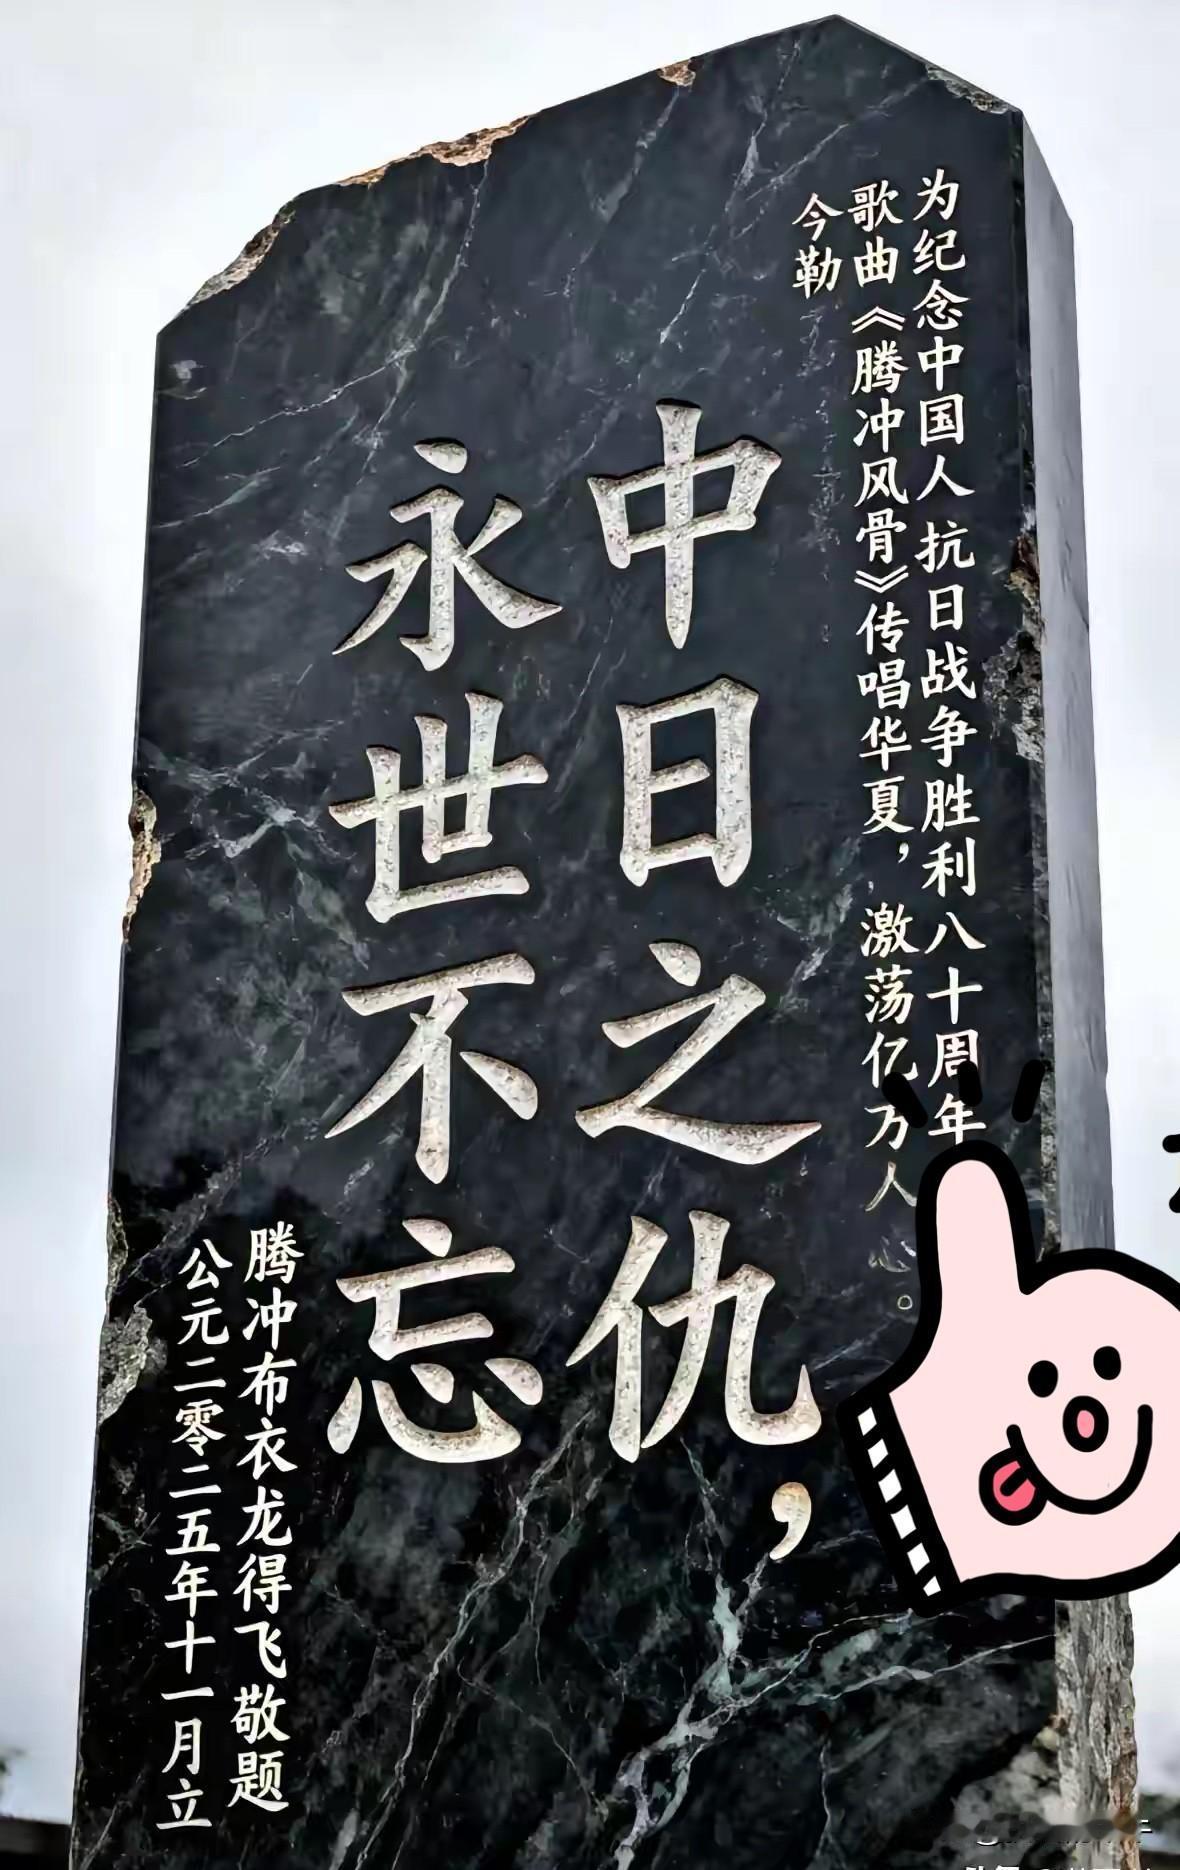 为纪念中国人抗日战争胜利八十周年
歌曲《腾冲风骨》传唱华夏，激荡亿万人心。
今勒
中日之仇，
永世不忘
腾冲布衣龙得飞敬题
公元二零二五年十一月立